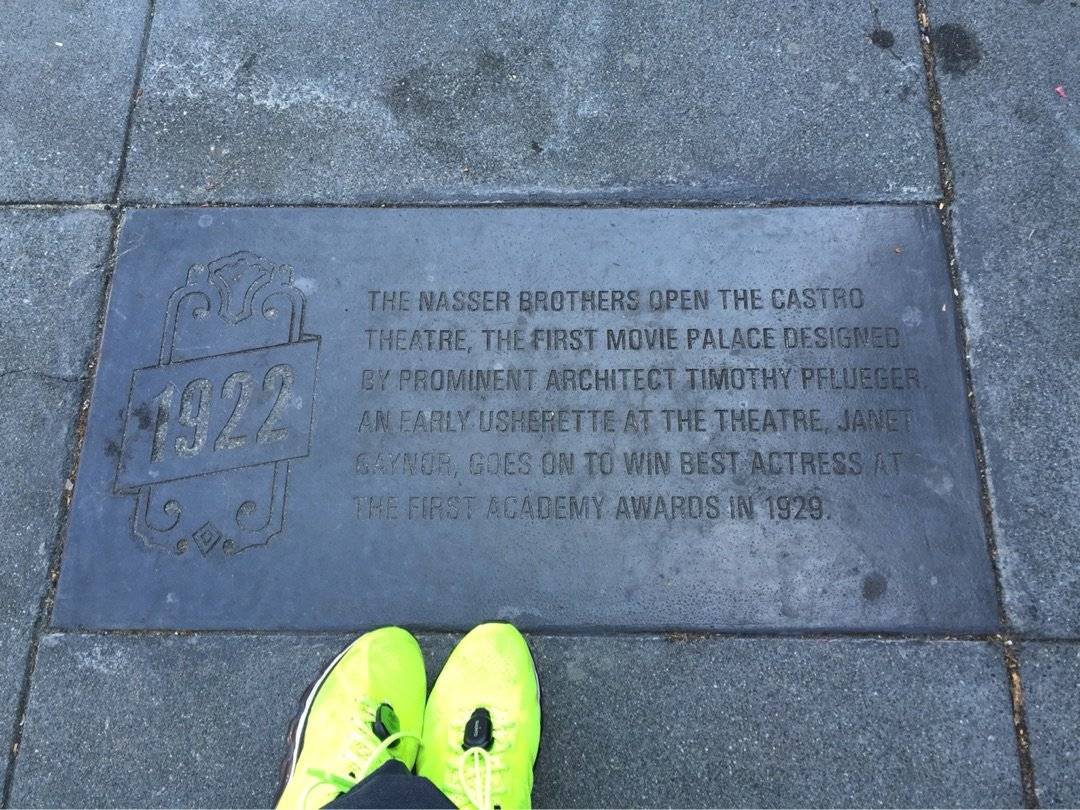 1922
THE NASSER BROTHERS OPEN THE CASTRO
THEATRE, THE FIRST MOVIE PALACE DESIGNED
BY PROMINENT ARCHITECT TIMOTHY PFLUEGER.
AN EARLY USHERETTE AT THE THEATRE, JANET
GAYNOR, GOES ON TO WIN BEST ACTRESS AT
THE FIRST ACADEMY AWARDS IN 1929.